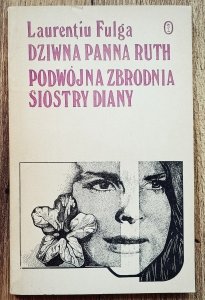 Laurenţiu Fulga
DZIWNA PANNA RUTH
PODWÓJNA ZBRODNIA
SIOSTRY DIANY